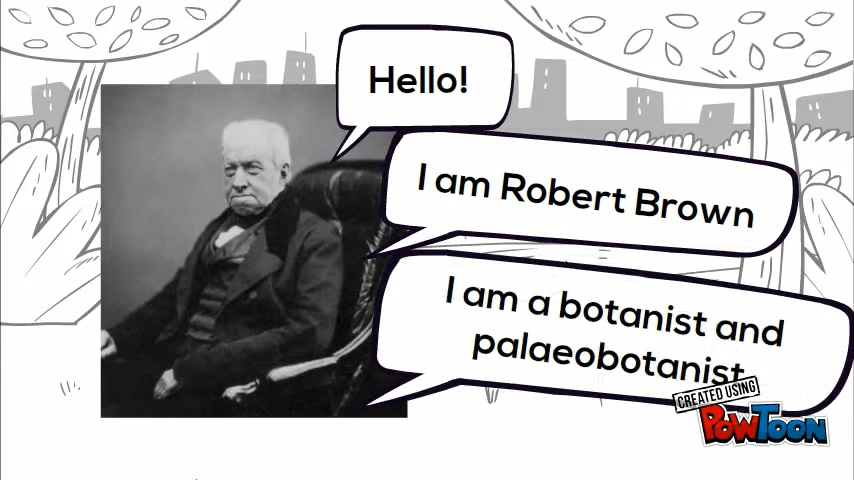 Hello!
I am Robert Brown
I am a botanist and
palaeobotanist
CREATED USING
POWTOON